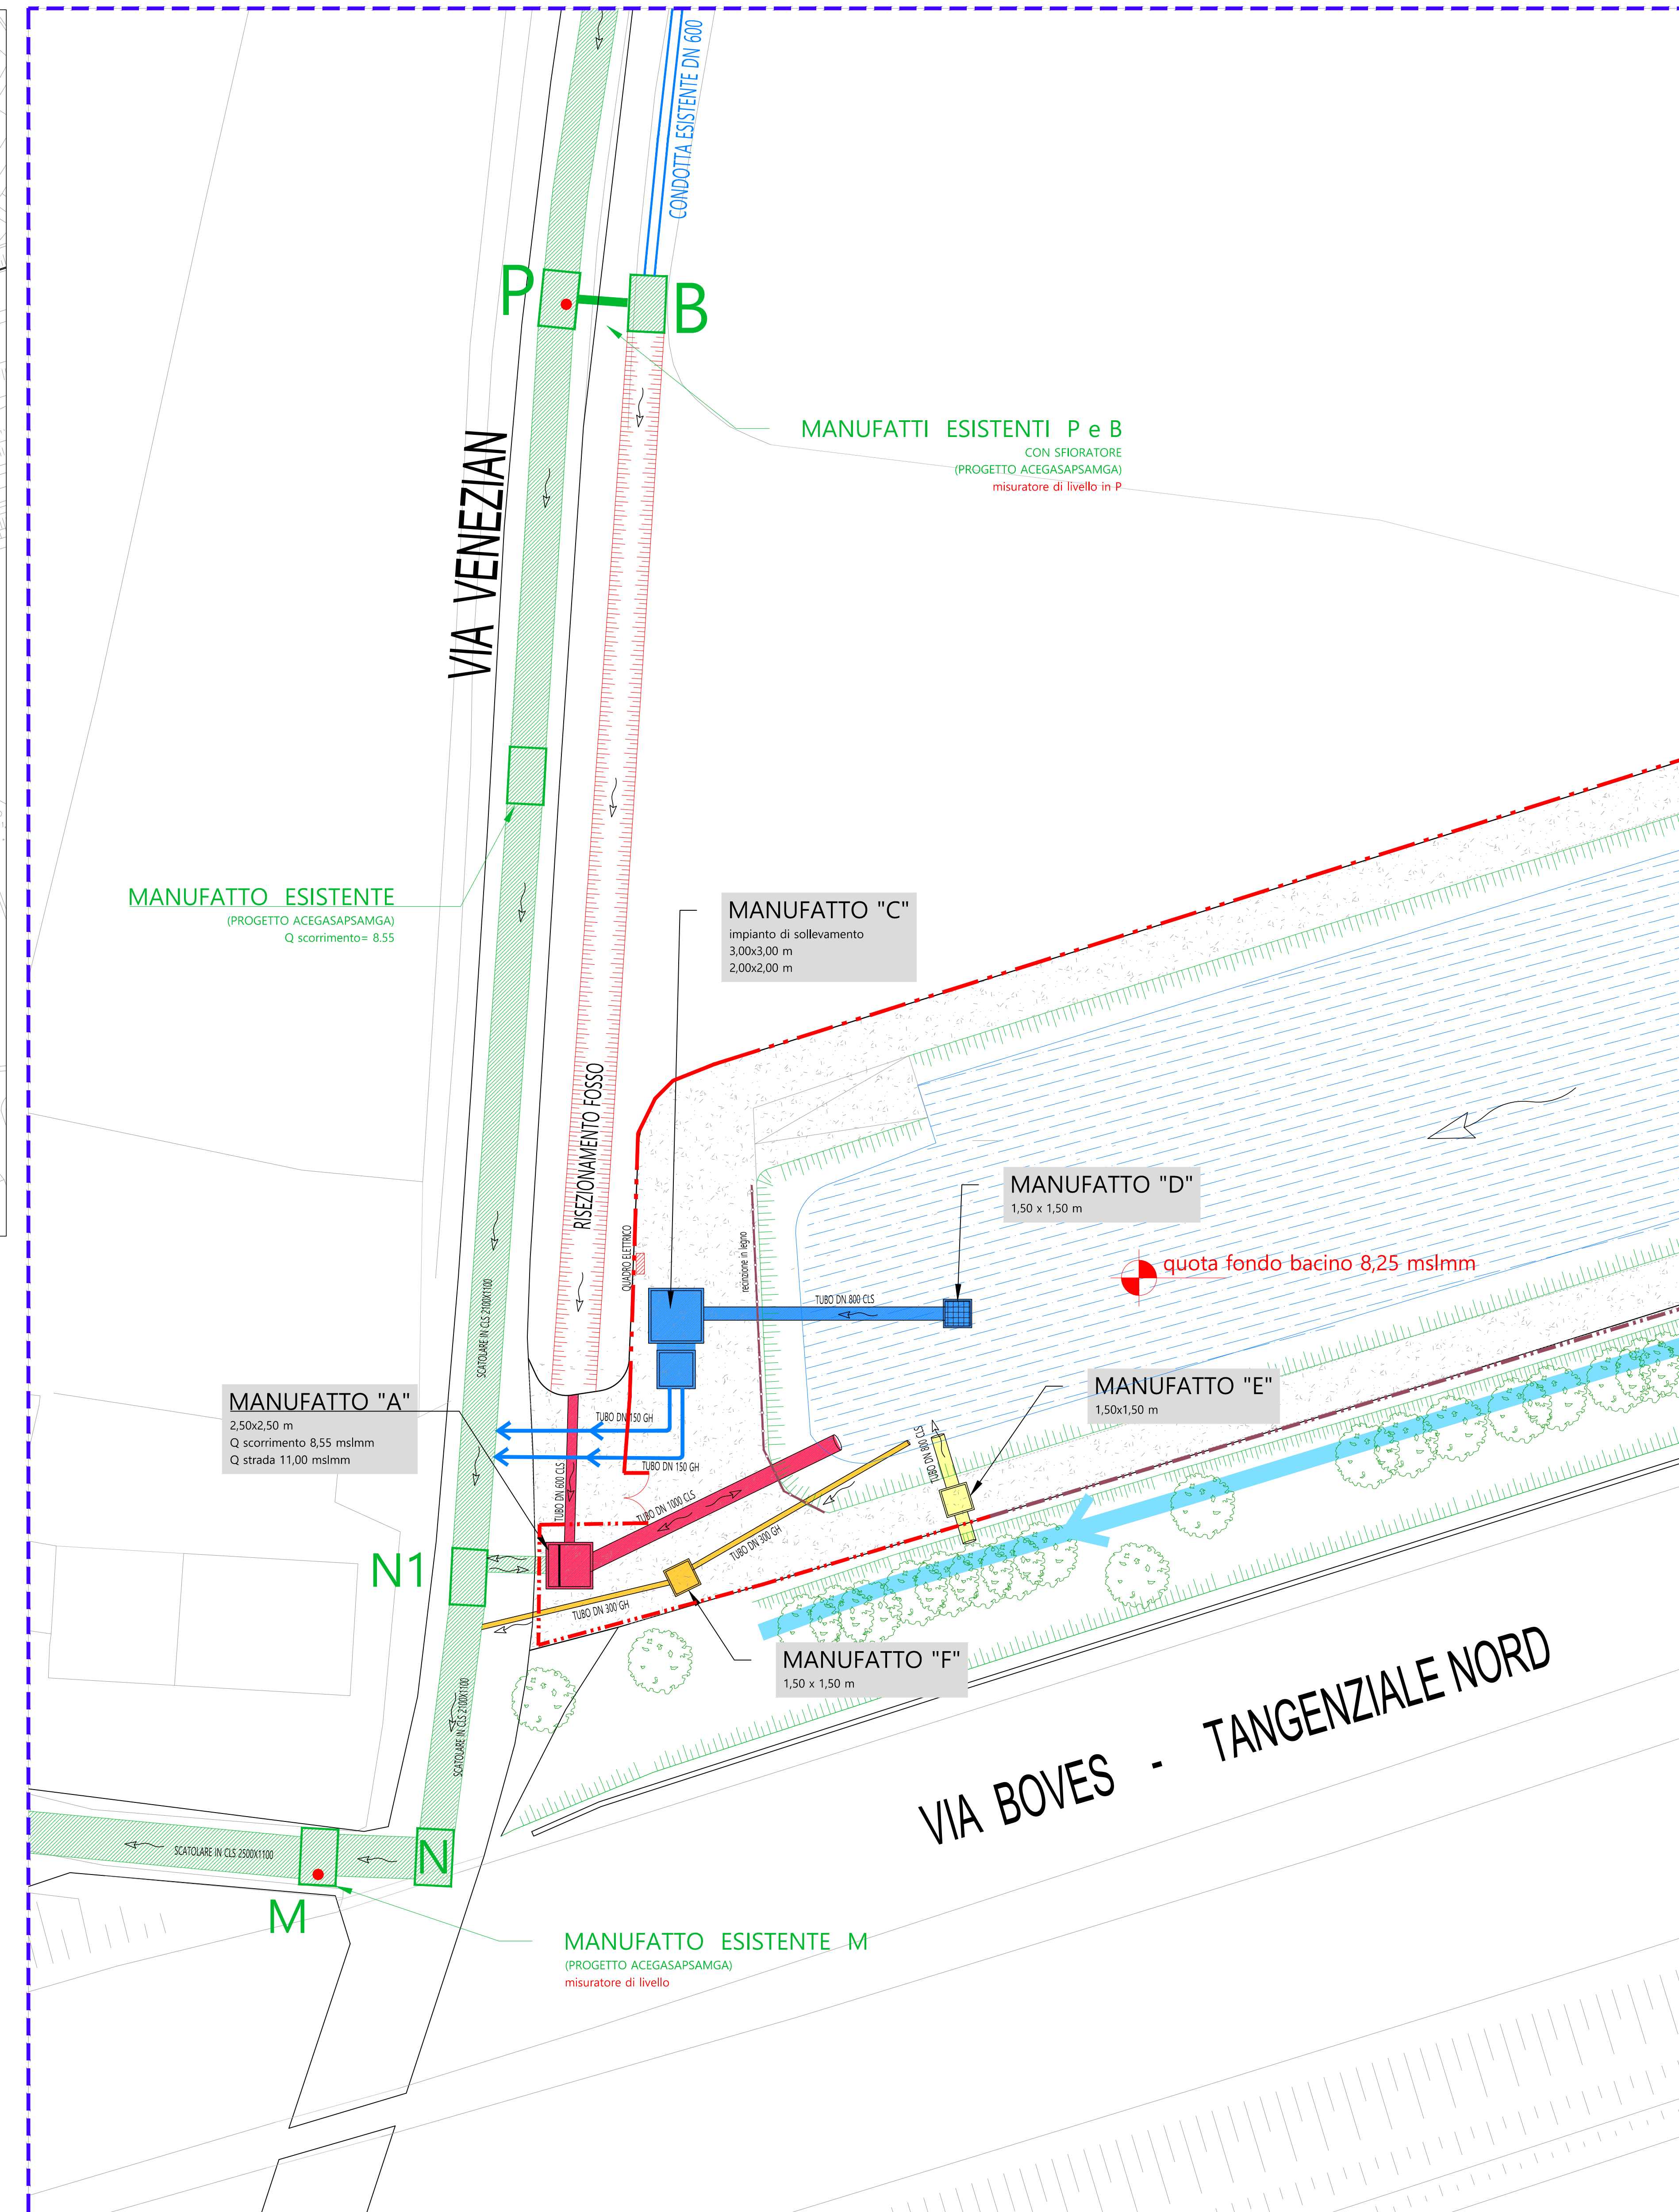 CONDOTTA ESISTENTE DN 600
P
B
MANUFATTI ESISTENTI P e B
CON SFIORATORE
(PROGETTO ACEGASAPSAMGA)
misuratore di livello in P
VIA VENEZIAN
MANUFATTO ESISTENTE
(PROGETTO ACEGASAPSAMGA)
Q scorrimento= 8.55
MANUFATTO "C"
impianto di sollevamento
3,00x3,00 m
2,00x2,00 m
RISEZIONAMENTO FOSSO
MANUFATTO "D"
1,50 x 1,50 m
QUADRO ELETTRICO
recinzione in legno
quota fondo bacino 8,25 mslmm
TUBO DN 800 CLS
SCATOLARE IN CLS 2100X1100
MANUFATTO "E"
1,50x1,50 m
MANUFATTO "A"
2,50x2,50 m
Q scorrimento 8,55 mslmm
Q strada 11,00 mslmm
TUBO DN 150 GH
TUBO DN 150 GH
TUBO DN 800 CLS
TUBO DN 600 CLS
TUBO DN 1000 CLS
TUBO DN 300 GH
N1
TUBO DN 300 GH
MANUFATTO "F"
1,50 x 1,50 m
SCATOLARE IN CLS 2100X1100
VIA BOVES - TANGENZIALE NORD
SCATOLARE IN CLS 2500X1100
N
M
MANUFATTO ESISTENTE M
(PROGETTO ACEGASAPSAMGA)
misuratore di livello